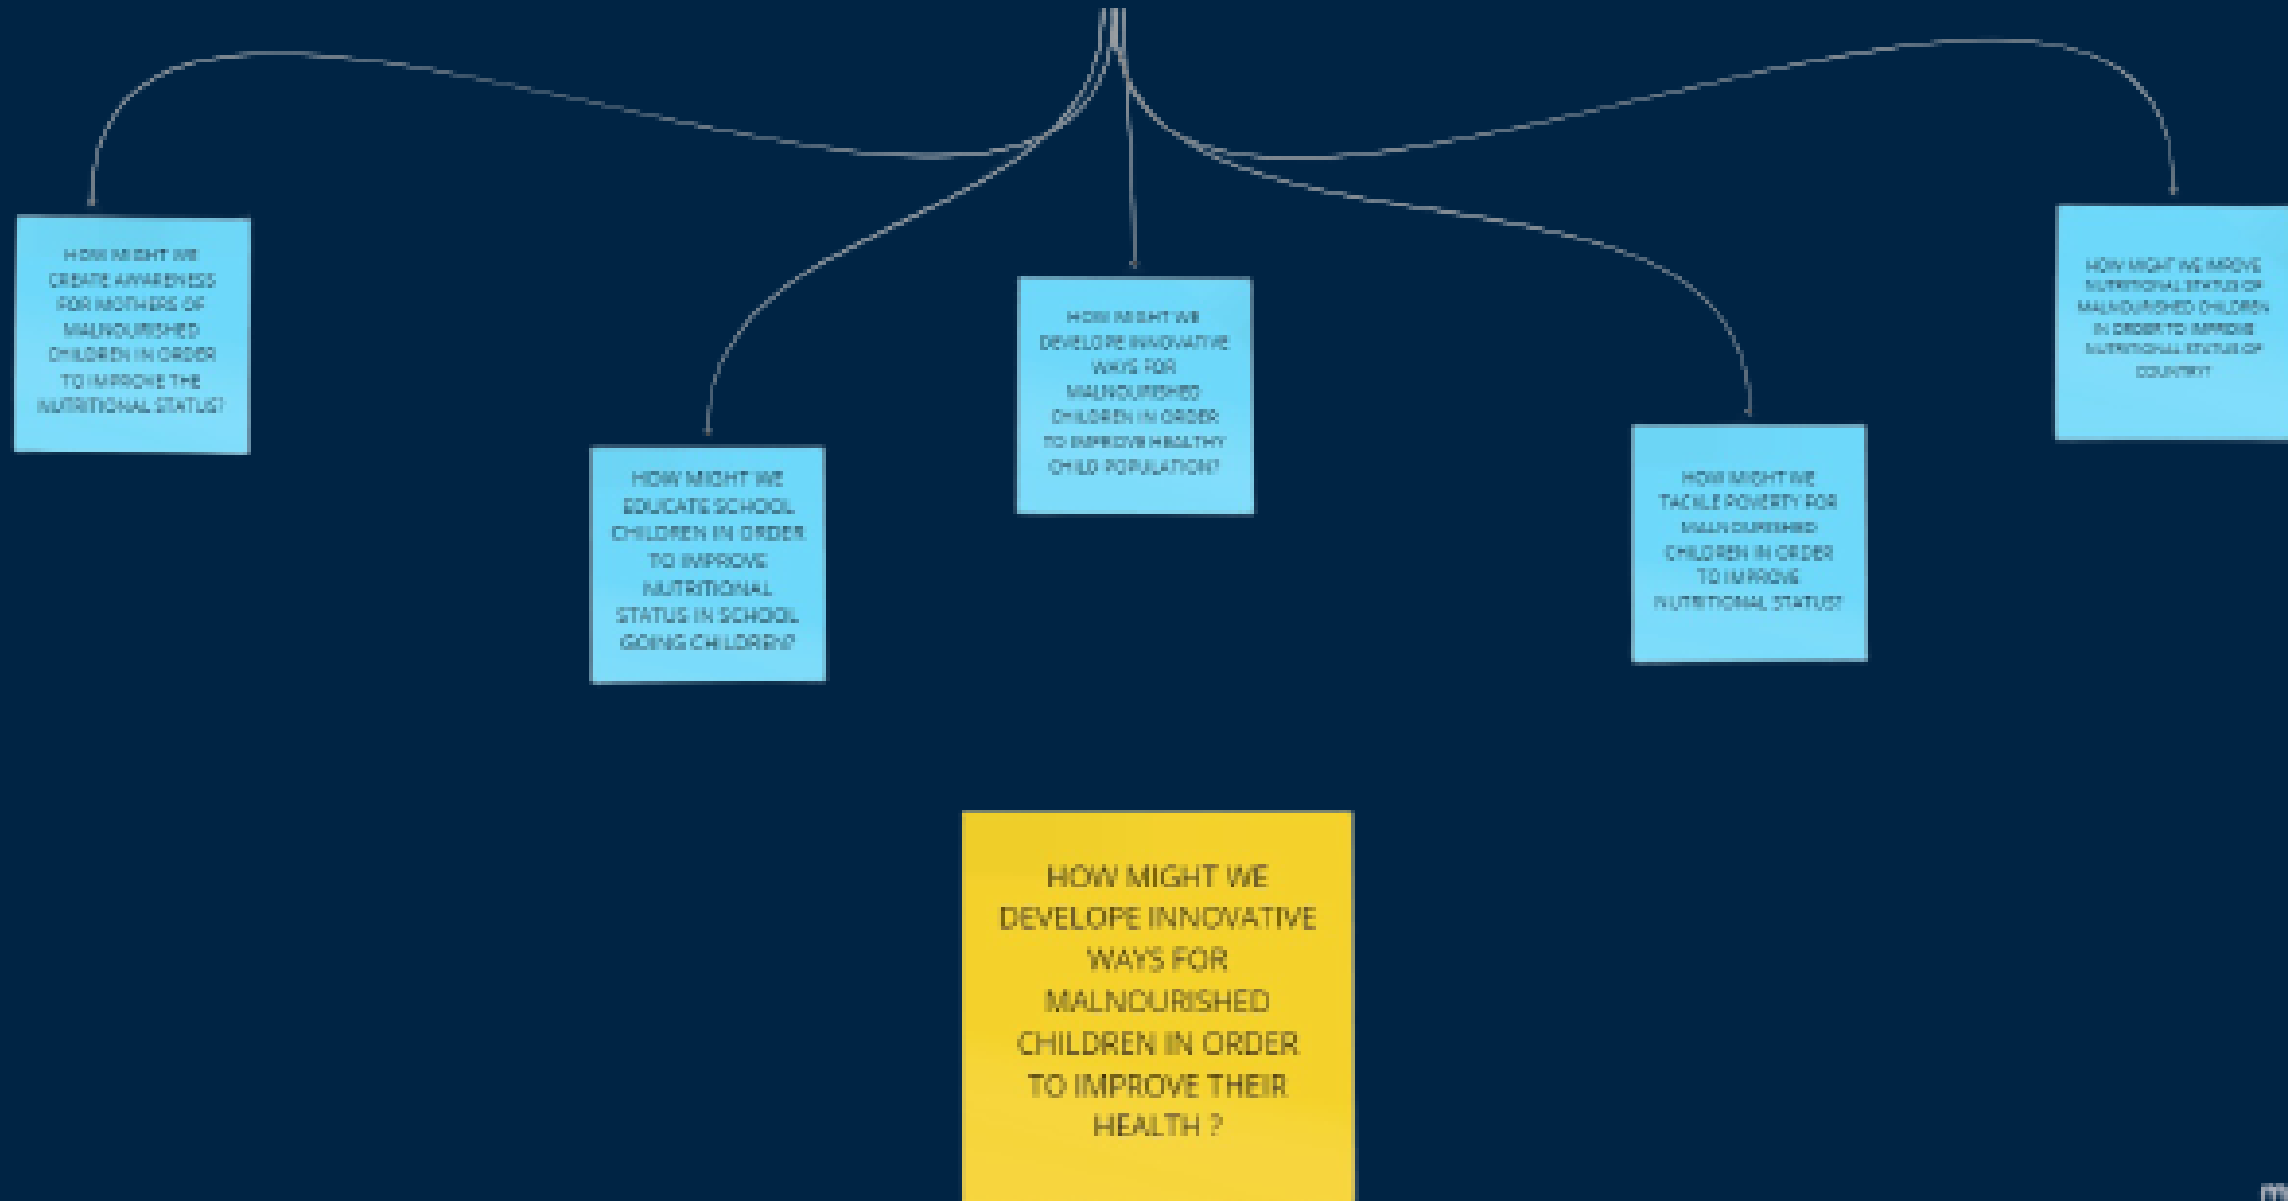 HOW MIGHT WE
CREATE AWARENESS
FOR MOTHERS OF
MALNOURISHED
CHILDREN IN ORDER
TO IMPROVE THE
NUTRITIONAL STATUS?
HOW MIGHT WE
EDUCATE SCHOOL
CHILDREN IN ORDER
TO IMPROVE
NUTRITIONAL
STATUS IN SCHOOL
GOING CHILDREN?
HOW MIGHT WE
DEVELOPE INNOVATIVE
WAYS FOR
MALNOURISHED
CHILDREN IN ORDER
TO IMPROVE HEALTHY
CHILD POPULATION?
HOW MIGHT WE
TACKLE POVERTY FOR
MALNOURISHED
CHILDREN IN ORDER
TO IMPROVE
NUTRITIONAL STATUS?
HOW MIGHT WE IMROVE
NUTRITIONAL STATUS OF
MALNOURISHED CHILDREN
IN ORDER TO IMPROVE
NUTRITIONAL STATUS OF
COUNTRY?
HOW MIGHT WE
DEVELOPE INNOVATIVE
WAYS FOR
MALNOURISHED
CHILDREN IN ORDER
TO IMPROVE THEIR
HEALTH ?